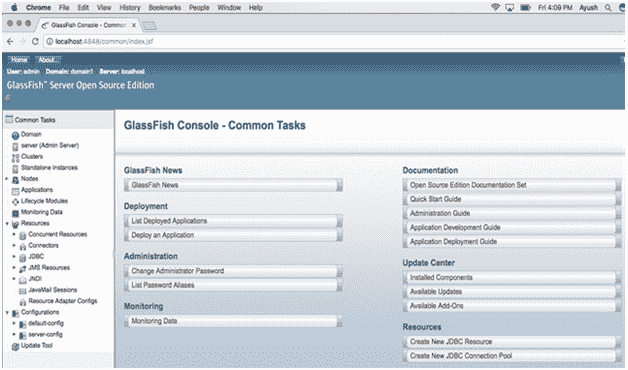 Chrome File Edit View History Bookmarks People Window Help Fri 4:09 PM Ayush
GlassFish Console - Common
localhost:4848/common/index.jsf
Home About...
User: admin Domain: domain1 Server: localhost
GlassFish™ Server Open Source Edition
Common Tasks
Domain
server (Admin Server)
Clusters
Standalone Instances
Nodes
Applications
Lifecycle Modules
Monitoring Data
Resources
Concurrent Resources
Connectors
JDBC
JMS Resources
JNDI
JavaMail Sessions
Resource Adapter Configs
Configurations
default-config
server-config
Update Tool
GlassFish Console - Common Tasks
GlassFish News
GlassFish News
Deployment
List Deployed Applications
Deploy an Application
Administration
Change Administrator Password
List Password Aliases
Monitoring
Monitoring Data
Documentation
Open Source Edition Documentation Set
Quick Start Guide
Administration Guide
Application Development Guide
Application Deployment Guide
Update Center
Installed Components
Available Updates
Available Add-Ons
Resources
Create New JDBC Resource
Create New JDBC Connection Pool